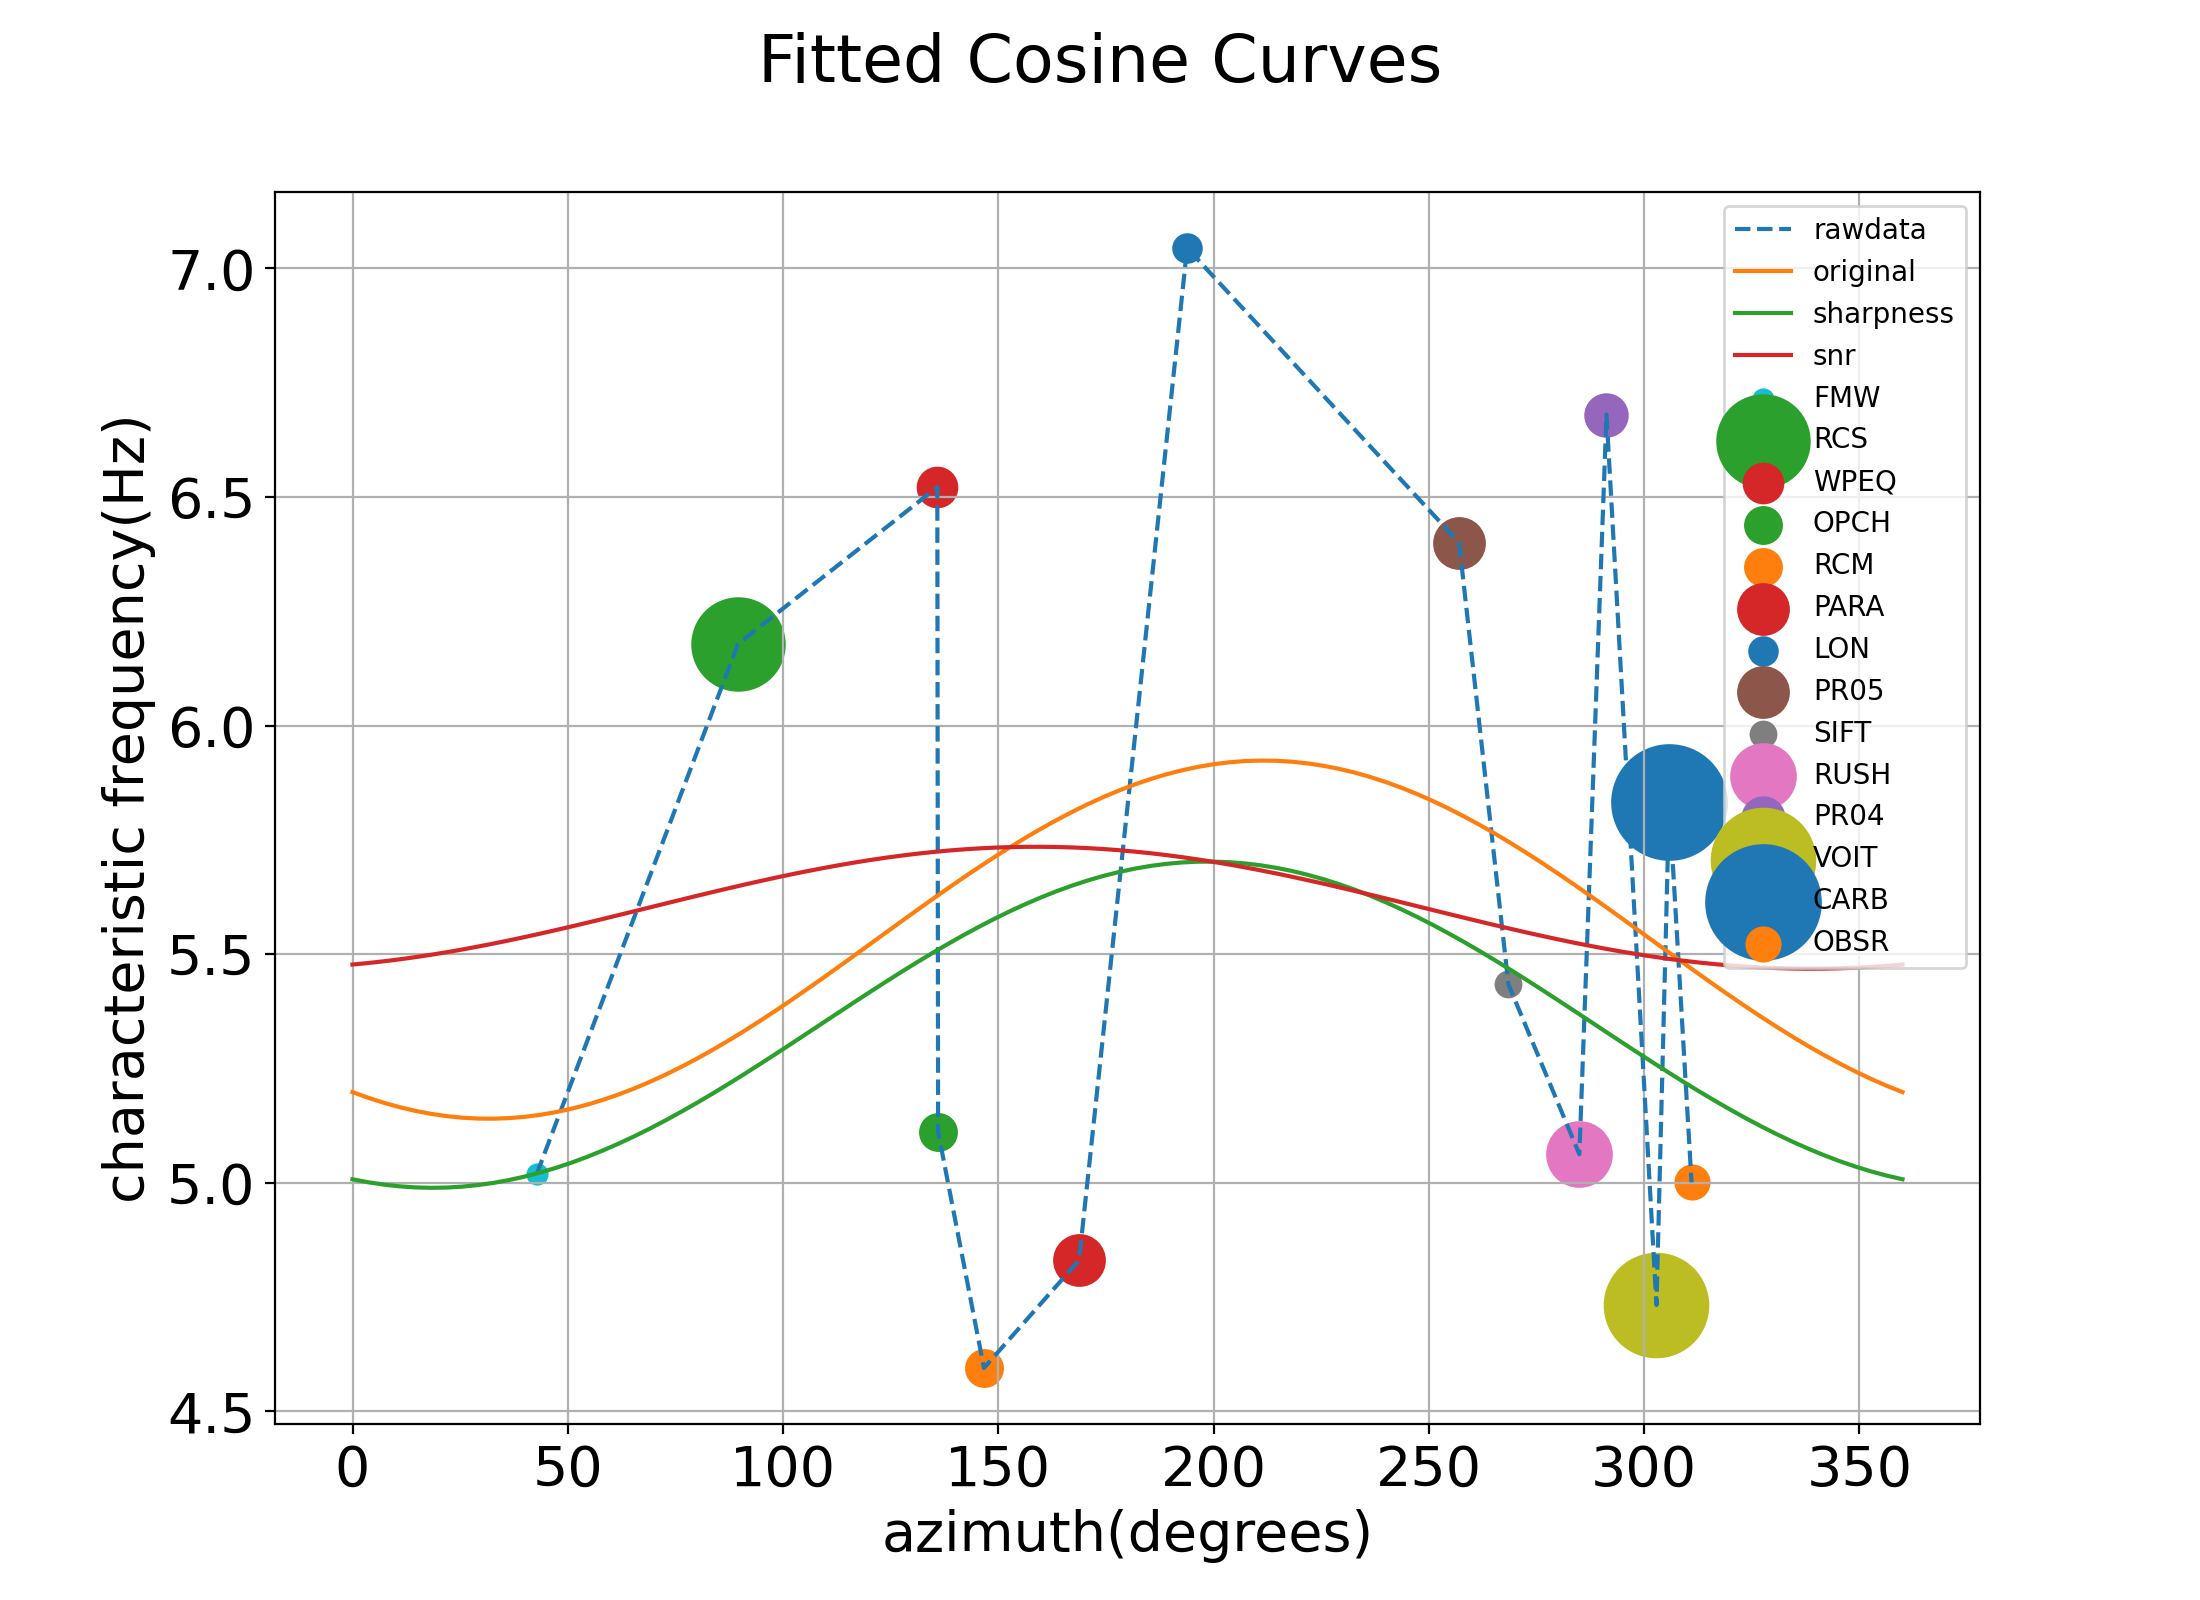 Fitted Cosine Curves
characteristic frequency(Hz)
7.0
6.5
6.0
5.5
5.0
4.5
0 50 100 150 200 250 300 350
azimuth(degrees)
rawdata
original
sharpness
snr
FMW
RCS
WPEQ
OPCH
RCM
PARA
LON
PR05
SIFT
RUSH
PR04
VOIT
CARB
OBSR